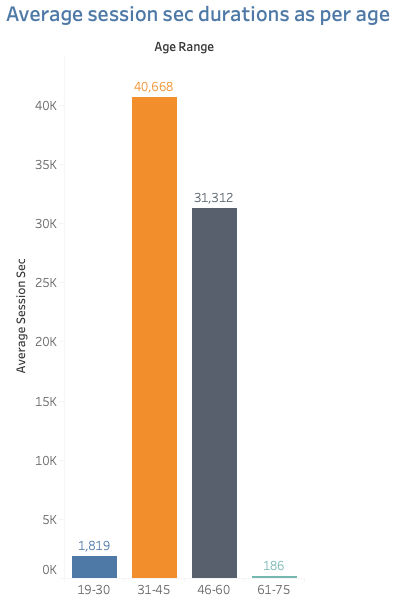 Average session sec durations as per age
Age Range
40,668
40K
35K
31,312
30K
25K
Average Session Sec
20K
15K
10K
5K
1,819
186
0K
19-30 31-45 46-60 61-75